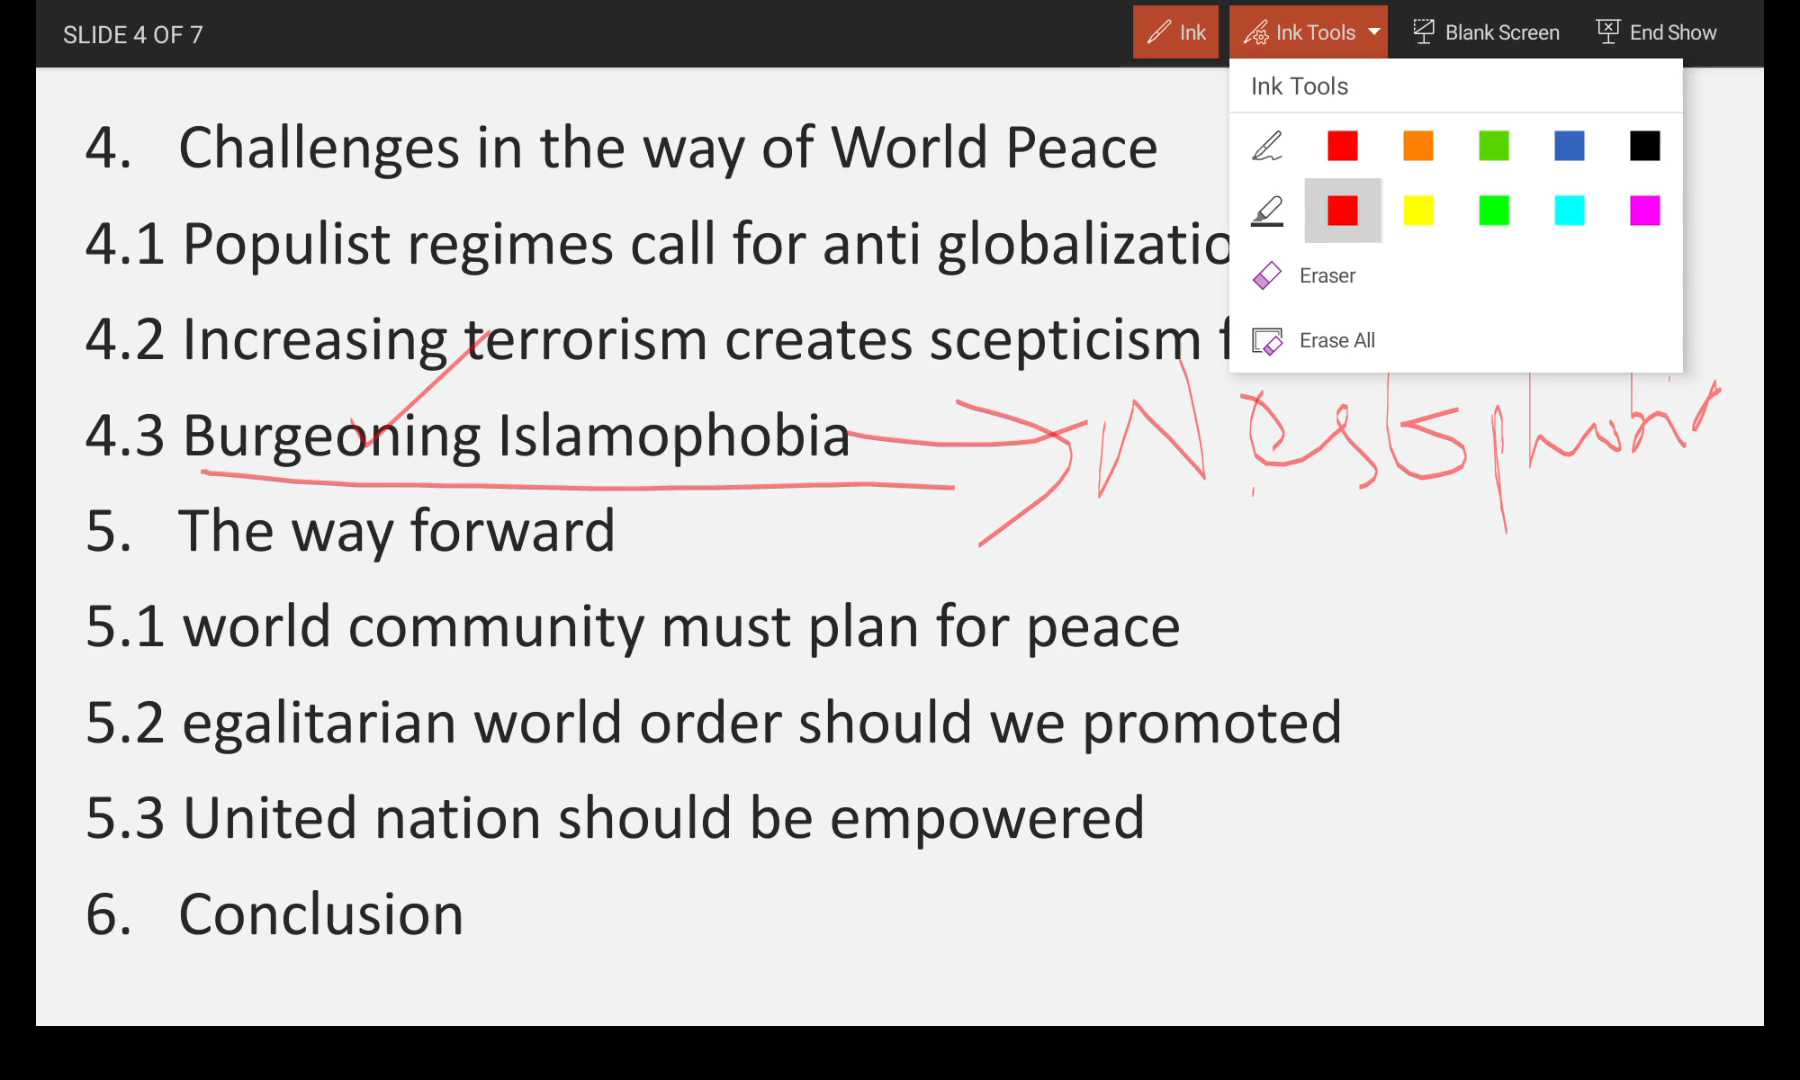 SLIDE 4 OF 7
Ink
Ink Tools
Blank Screen
End Show
Ink Tools
Eraser
Erase All
4. Challenges in the way of World Peace
4.1 Populist regimes call for anti globalizatio
4.2 Increasing terrorism creates scepticism f
4.3 Burgeoning Islamophobia
5. The way forward
5.1 world community must plan for peace
5.2 egalitarian world order should we promoted
5.3 United nation should be empowered
6. Conclusion